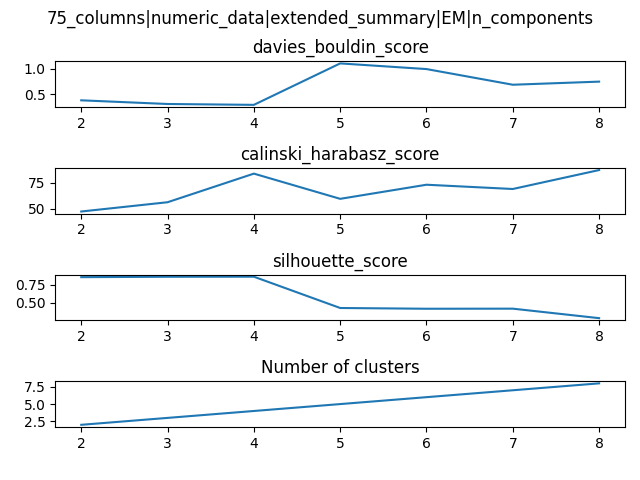 75_columns|numeric_data|extended_summary|EM|n_components
davies_bouldin_score
1.0
0.5
2 3 4 5 6 7 8
calinski_harabasz_score
75
50
2 3 4 5 6 7 8
silhouette_score
0.75
0.50
2 3 4 5 6 7 8
Number of clusters
7.5
5.0
2.5
2 3 4 5 6 7 8